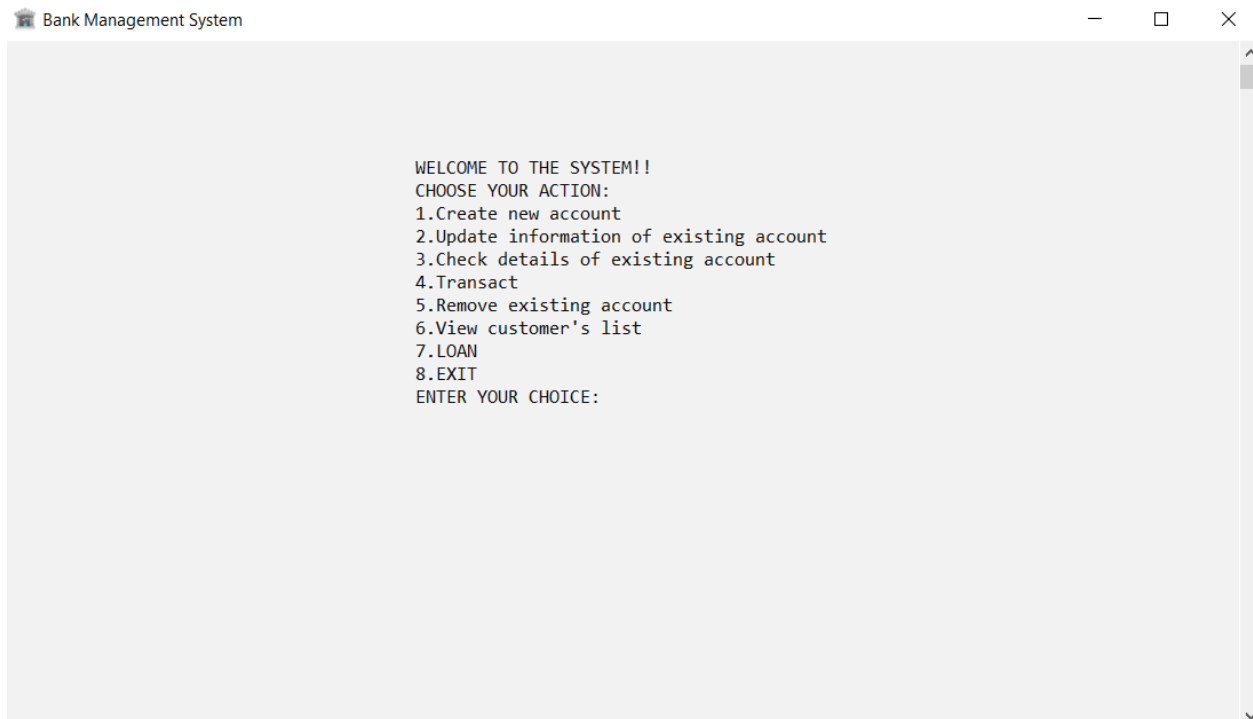 Bank Management System
WELCOME TO THE SYSTEM!!
CHOOSE YOUR ACTION:
1.Create new account
2.Update information of existing account
3.Check details of existing account
4.Transact
5.Remove existing account
6.View customer's list
7.LOAN
8.EXIT
ENTER YOUR CHOICE: